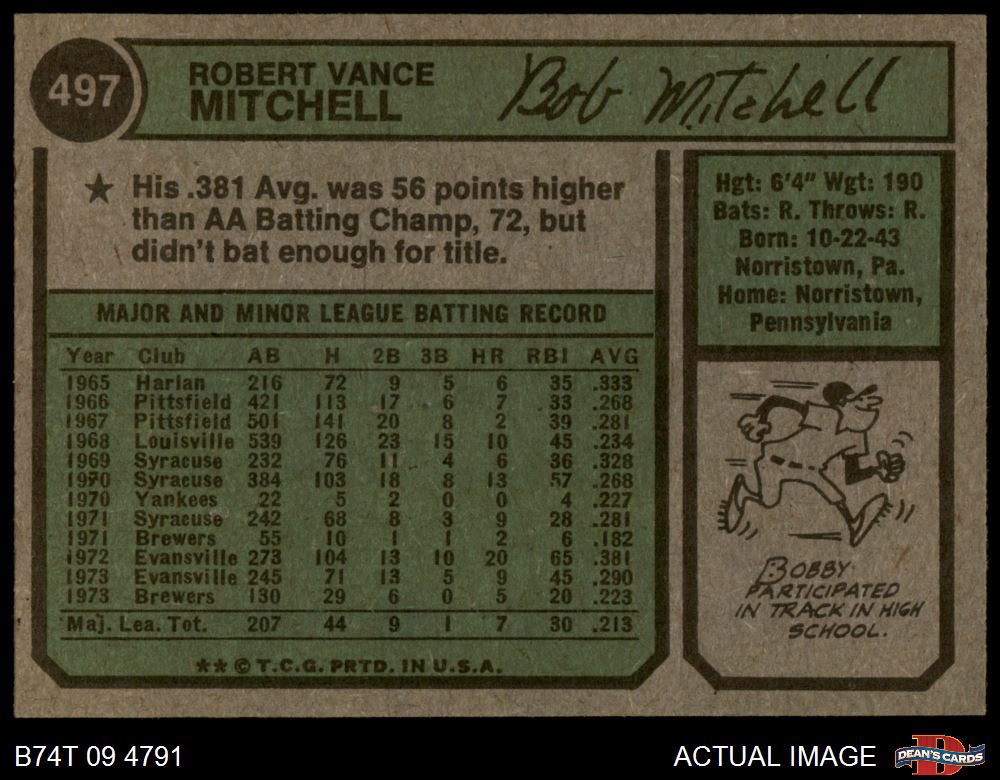 497
ROBERT VANCE
MITCHELL
Bob Mitchell
★ His .381 Avg. was 56 points higher
than AA Batting Champ, 72, but
didn't bat enough for title.
MAJOR AND MINOR LEAGUE BATTING RECORD
Year Club AB H 2B 3B HR RBI AVG
1965 Harlan 216 72 9 5 6 35 .333
1966 Pittsfield 421 113 17 6 7 33 .268
1967 Pittsfield 501 141 20 8 2 39 .281
1968 Louisville 539 126 23 15 10 45 .234
1969 Syracuse 232 76 11 4 6 36 .328
1970 Syracuse 384 103 18 8 13 57 .268
1970 Yankees 22 5 2 0 0 4 .227
1971 Syracuse 242 68 8 3 9 28 .281
1971 Brewers 55 10 1 1 2 6 .182
1972 Evansville 273 104 13 10 20 65 .381
1973 Evansville 245 71 13 5 9 45 .290
1973 Brewers 130 29 6 0 5 20 .223
Maj. Lea. Tot. 207 44 9 1 7 30 .213
★★ © T.C.G. PRTD. IN U.S.A.
Hgt: 6'4" Wgt: 190
Bats: R. Throws: R.
Born: 10-22-43
Norristown, Pa.
Home: Norristown,
Pennsylvania
BOBBY
PARTICIPATED
IN TRACK IN HIGH
SCHOOL.
B74T 09 4791
ACTUAL IMAGE
DEAN'S CARDS